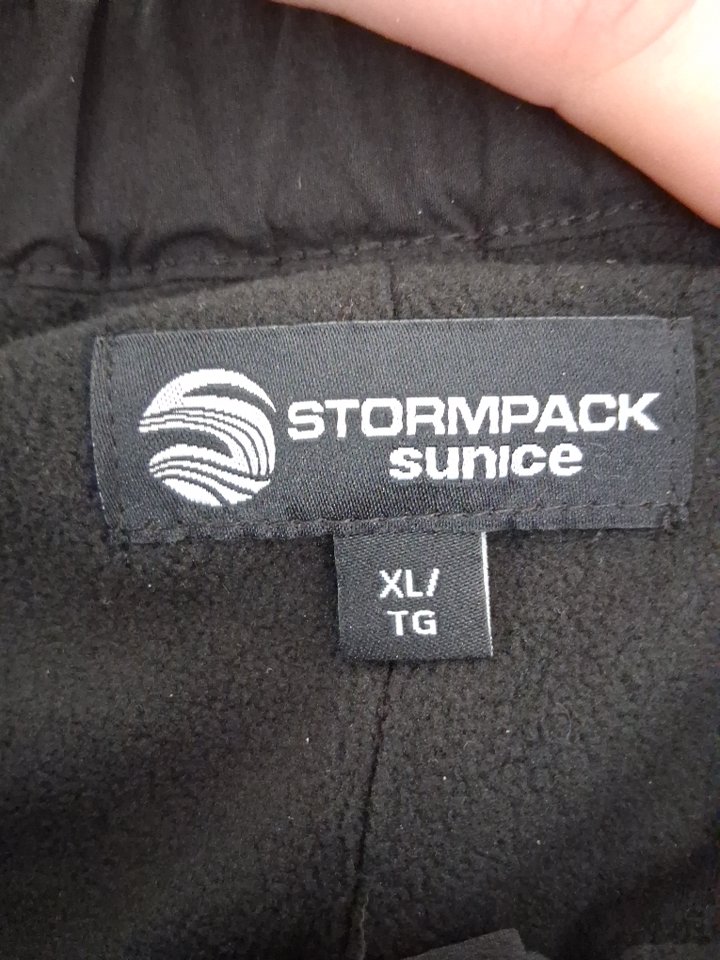 STORMPACK
sunice
XL/
TG